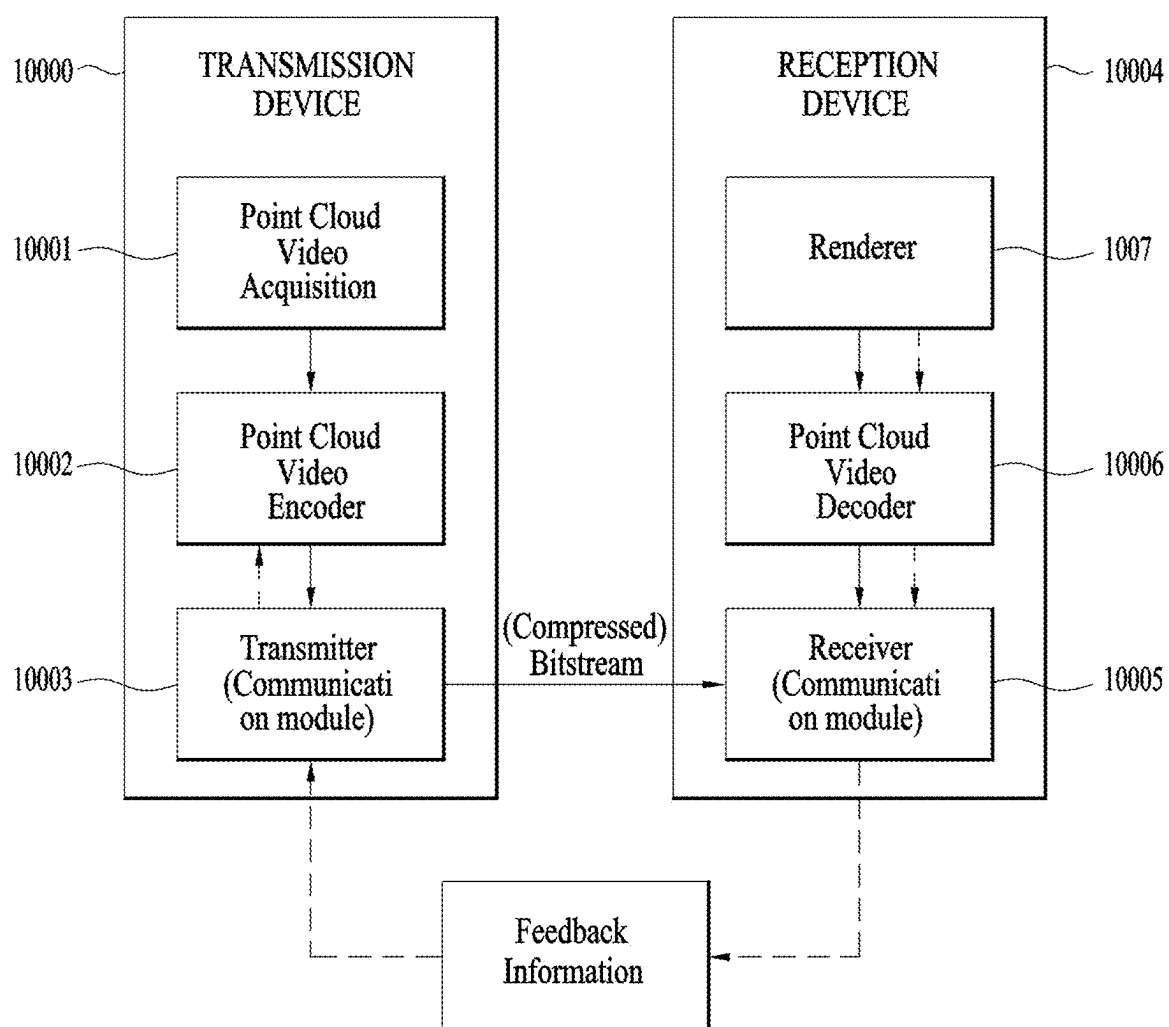 10000
TRANSMISSION
DEVICE
10001
Point Cloud
Video
Acquisition
10002
Point Cloud
Video
Encoder
10003
Transmitter
(Communicati
on module)
(Compressed)
Bitstream
RECEPTION
DEVICE
10004
Renderer
1007
Point Cloud
Video
Decoder
10006
Receiver
(Communicati
on module)
10005
Feedback
Information